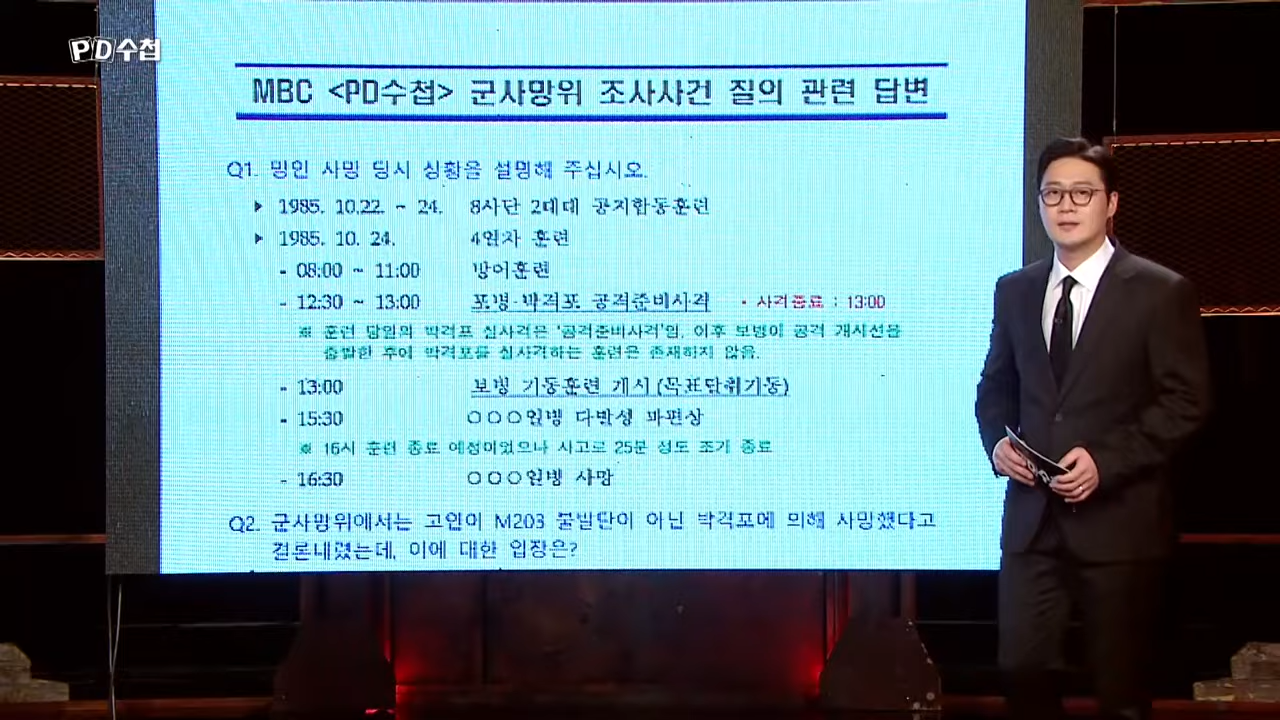 PD수첩
MBC <PD수첩> 군사망위 조사사건 질의 관련 답변
Q1. 망인 사망 당시 상황을 설명해 주십시오.
▶ 1985. 10.22. ~ 24. 8사단 2대대 공지합동훈련
▶ 1985. 10. 24. 4일차 훈련
- 08:00 ~ 11:00 방어훈련
- 12:30 ~ 13:00 포병·박격포 공격준비사격 • 사격종료 : 13:00
※ 훈련 당일의 박격포 실사격은 '공격준비사격'임. 이후 보병이 공격 개시선을
출발한 후에 박격포를 실사격하는 훈련은 존재하지 않음.
- 13:00 보병 기동훈련 개시 (목표탈취기동)
- 15:30 ○○○일병 다발성 파편상
※ 16시 훈련 종료 예정이었으나 사고로 25분 정도 조기 종료
- 16:30 ○○○일병 사망
Q2. 군사망위에서는 고인이 M203 불발탄이 아닌 박격포에 의해 사망했다고
결론내렸는데, 이에 대한 입장은?